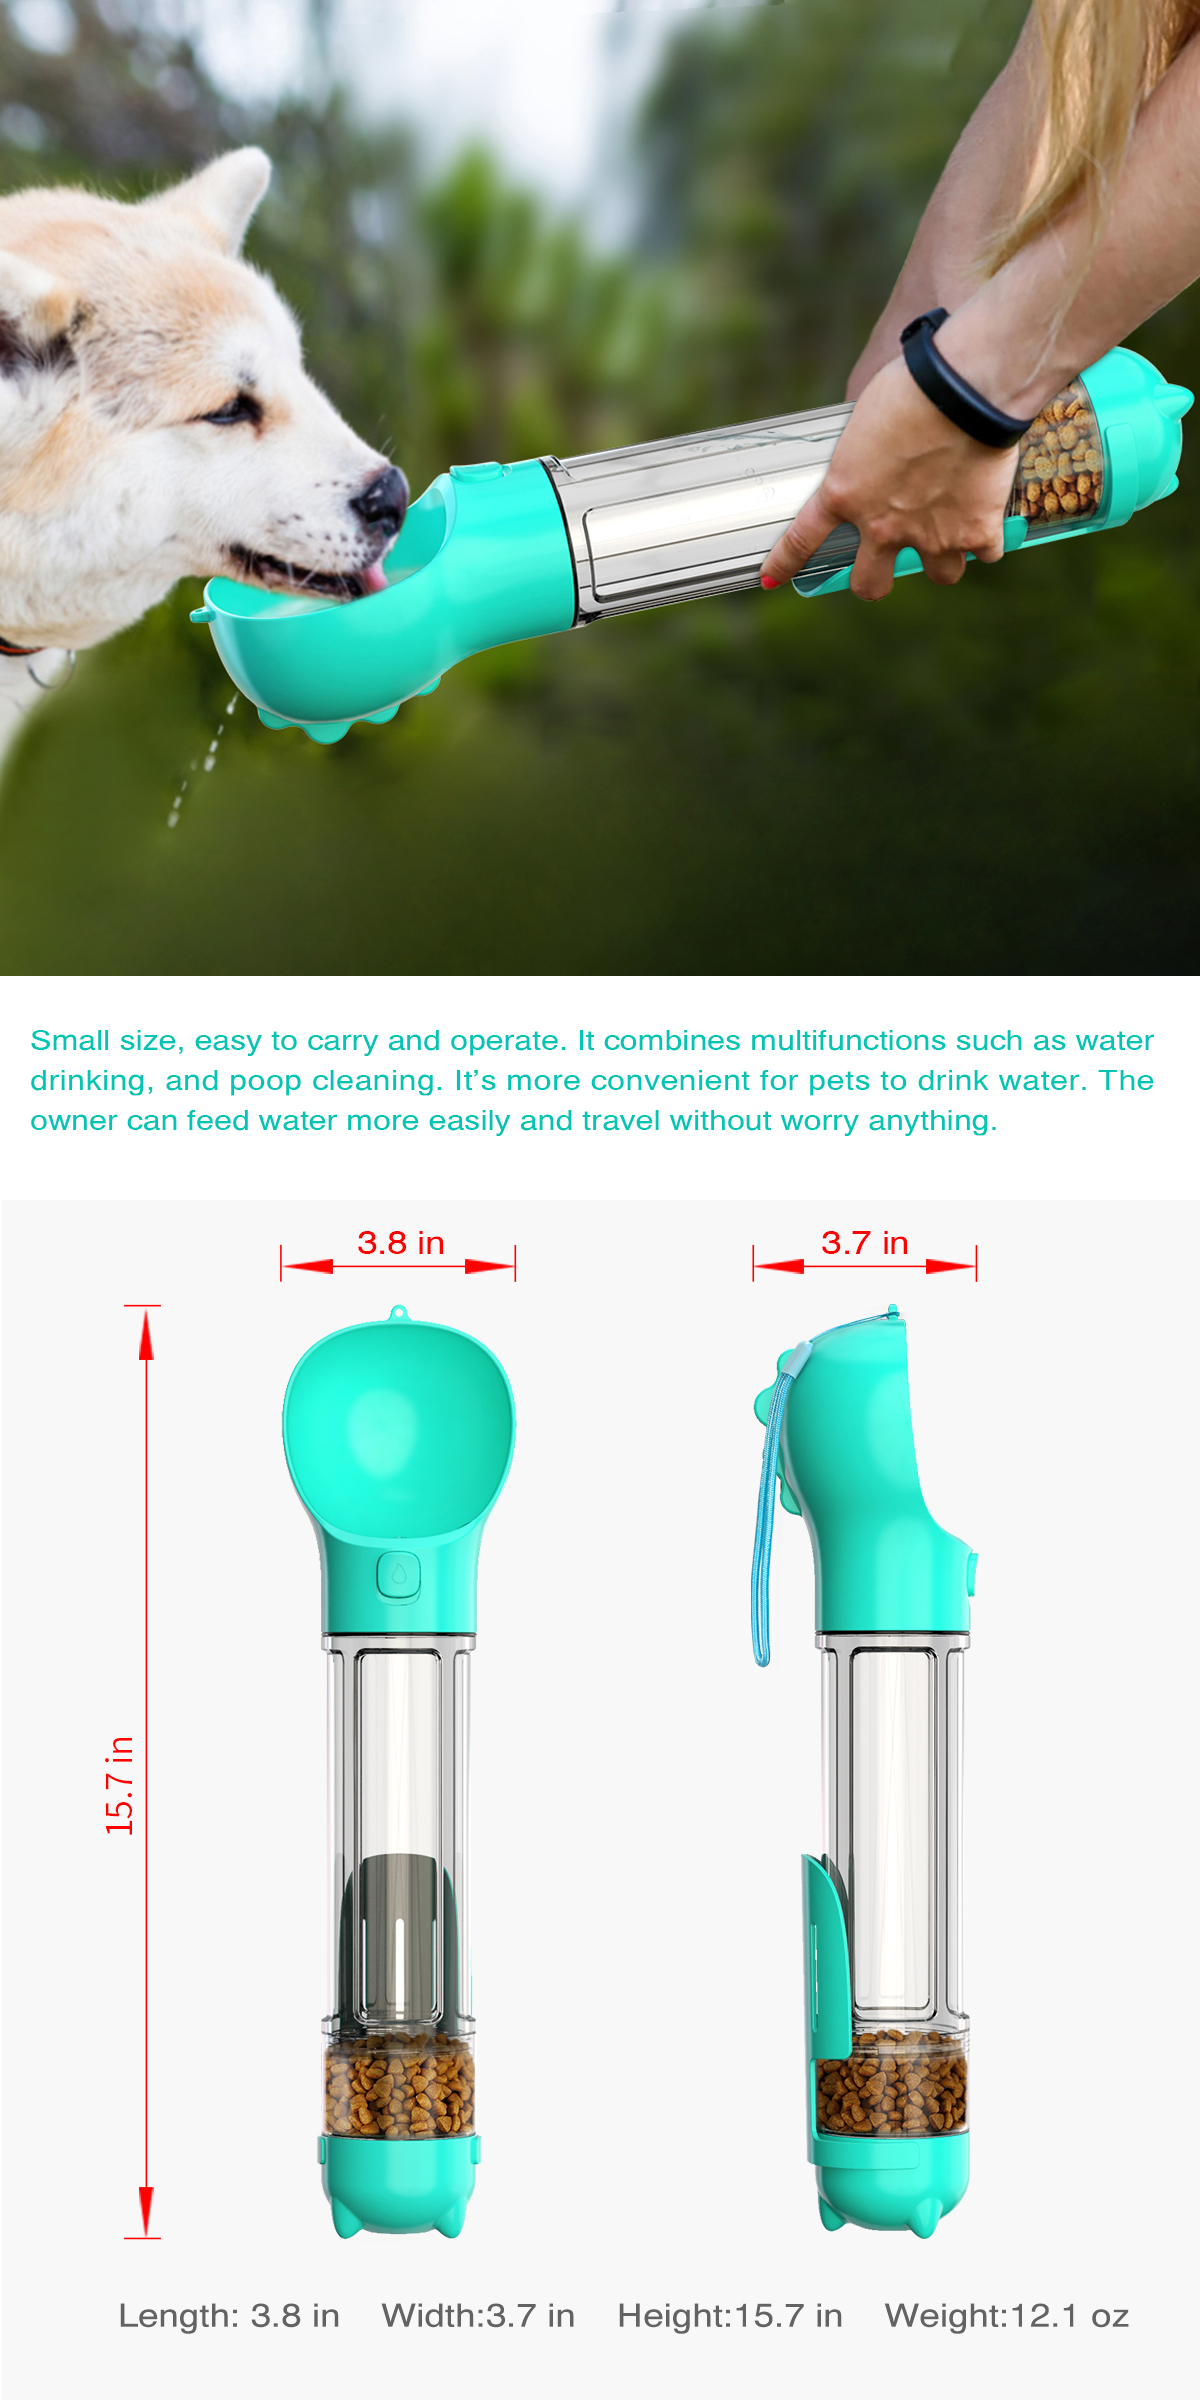 Small size, easy to carry and operate. It combines multifunctions such as water
drinking, and poop cleaning. It’s more convenient for pets to drink water. The
owner can feed water more easily and travel without worry anything.
3.8 in
3.7 in
15.7 in
Length: 3.8 in Width:3.7 in Height:15.7 in Weight:12.1 oz